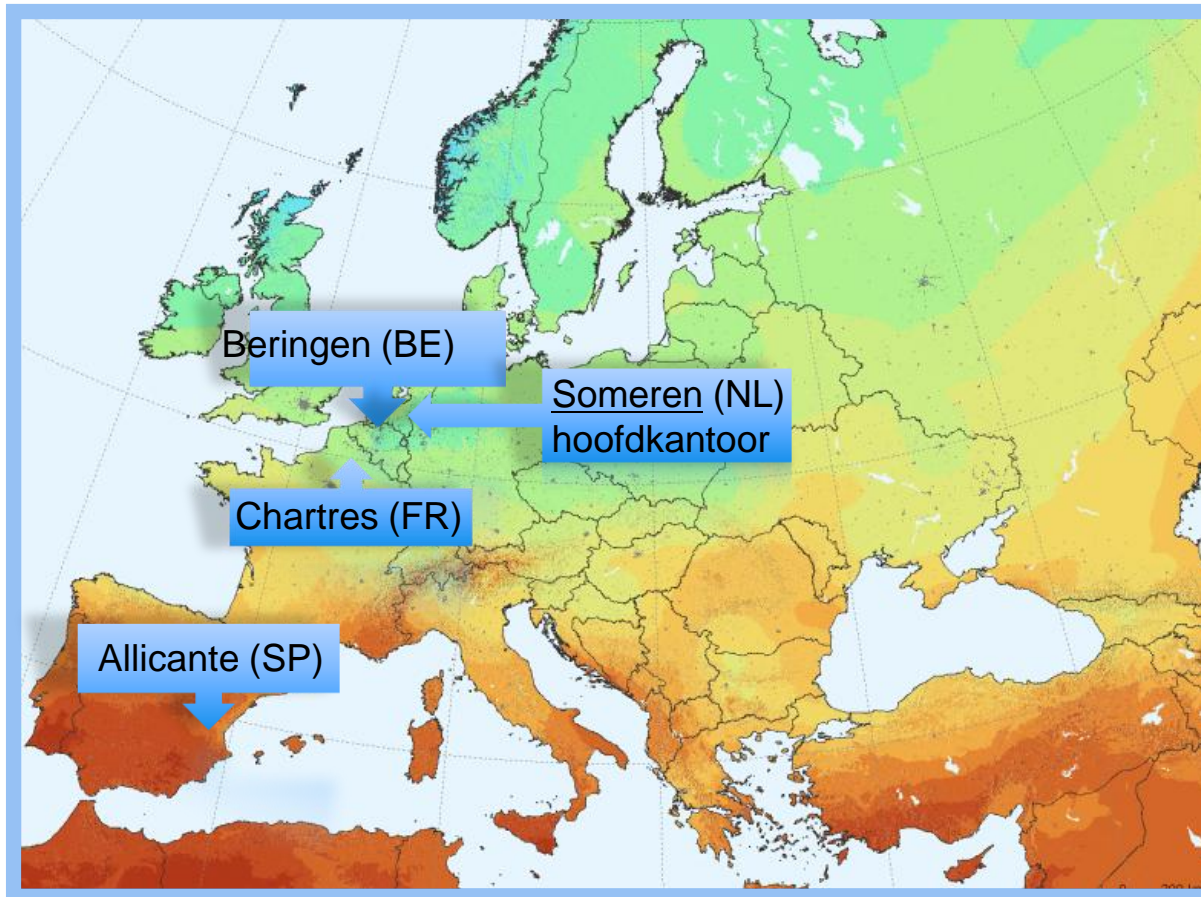 Beringen (BE)
Someren (NL)
hoofdkantoor
Chartres (FR)
Allicante (SP)